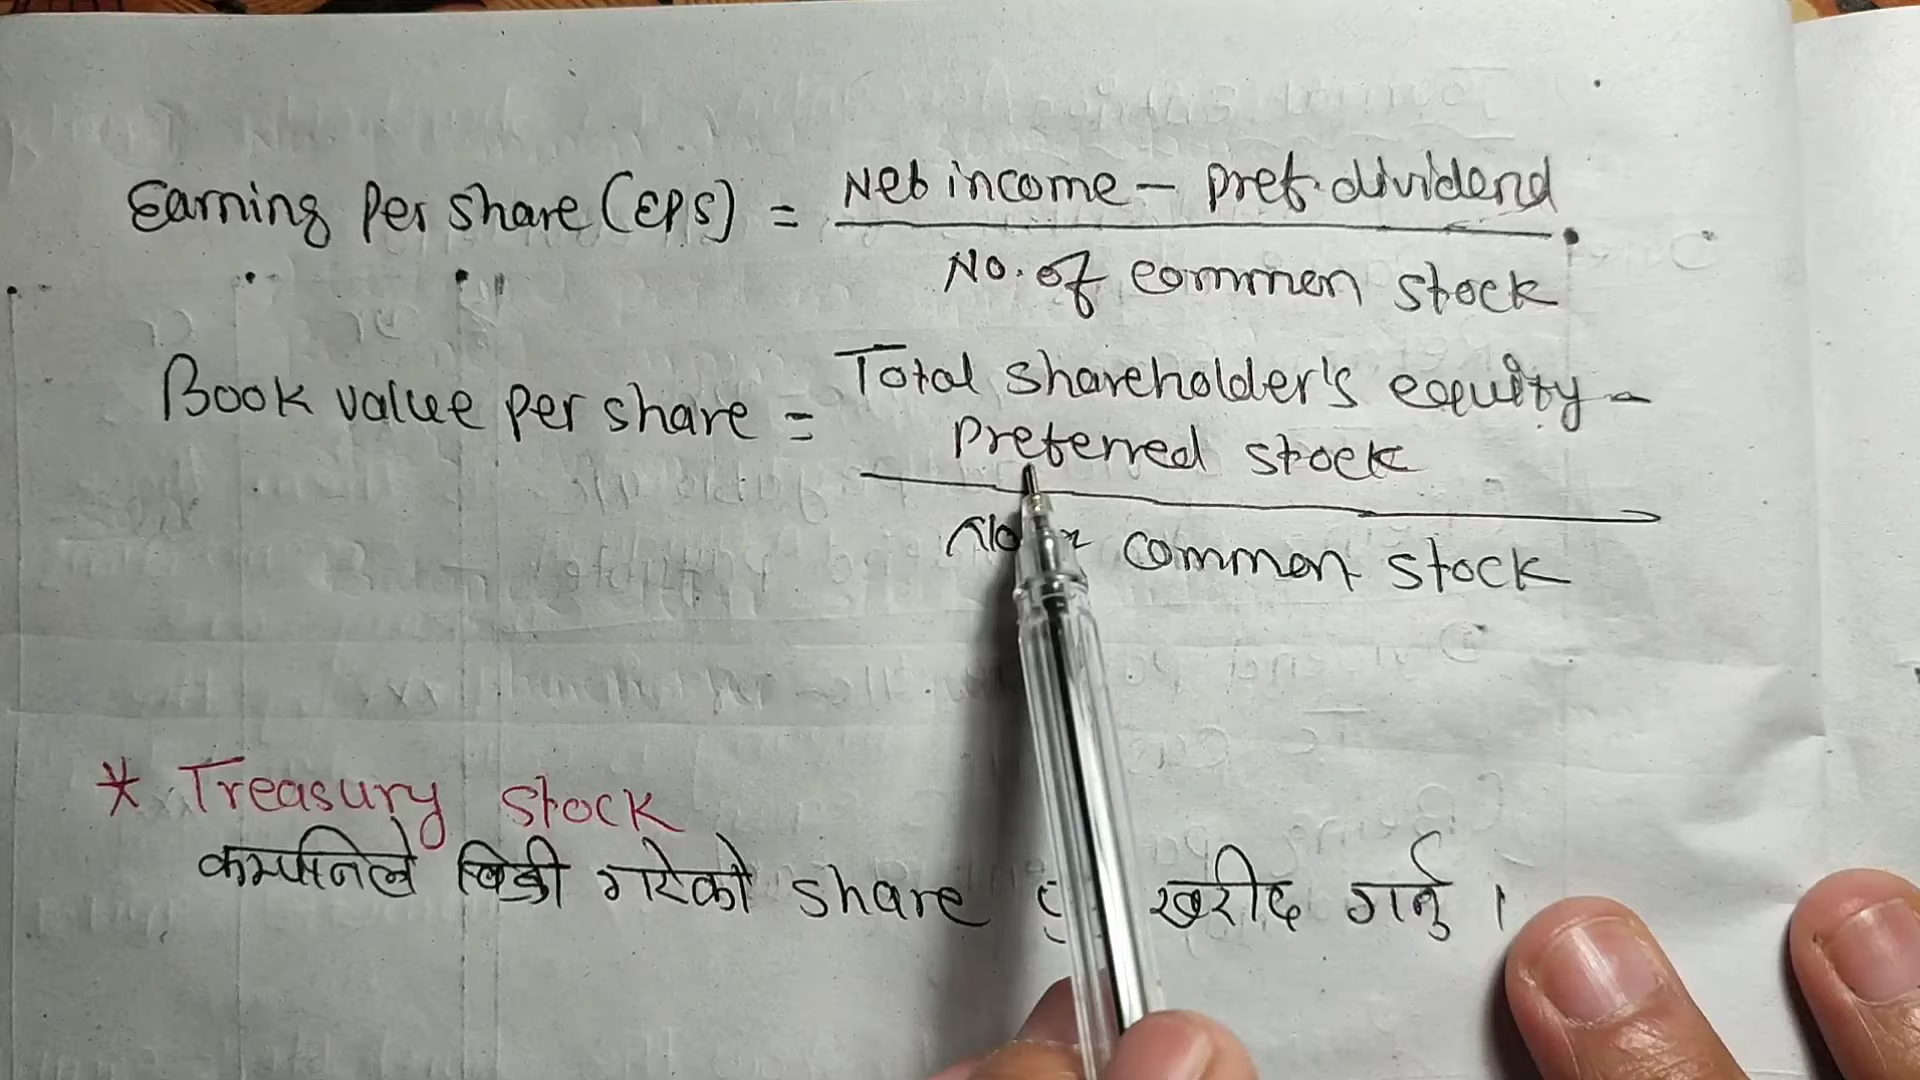 Earning Per share (EPS) = Net income - Pref. dividend
No. of common stock
Book value per share = Total shareholder's equity -
Preferred stock
No common stock
* Treasury stock
कम्पनिले बिक्री गरेको share खरीद गर्नु ।